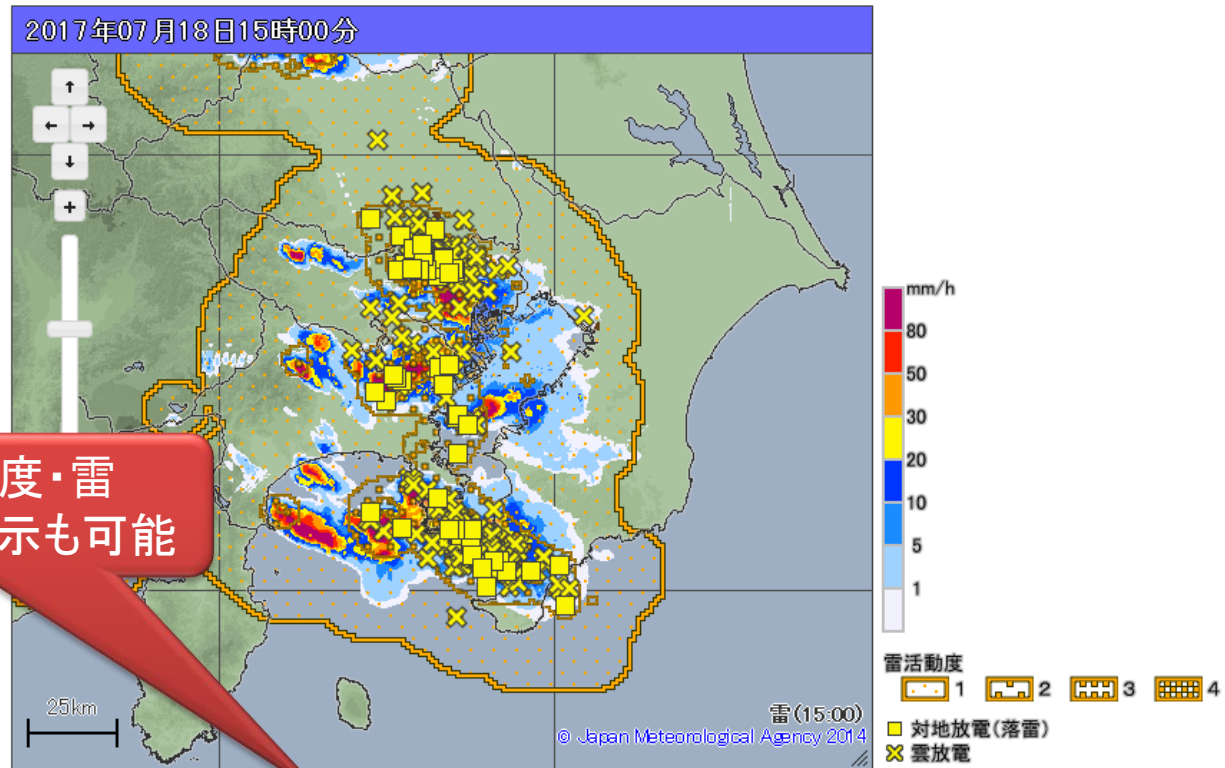 2017年07月18日15時00分
↑
← →
↓
+
度・雷
示も可能
25km
雷(15:00)
© Japan Meteorological Agency 2014
mm/h
80
50
30
20
10
5
1
雷活動度
1 2 3 4
対地放電(落雷)
雲放電